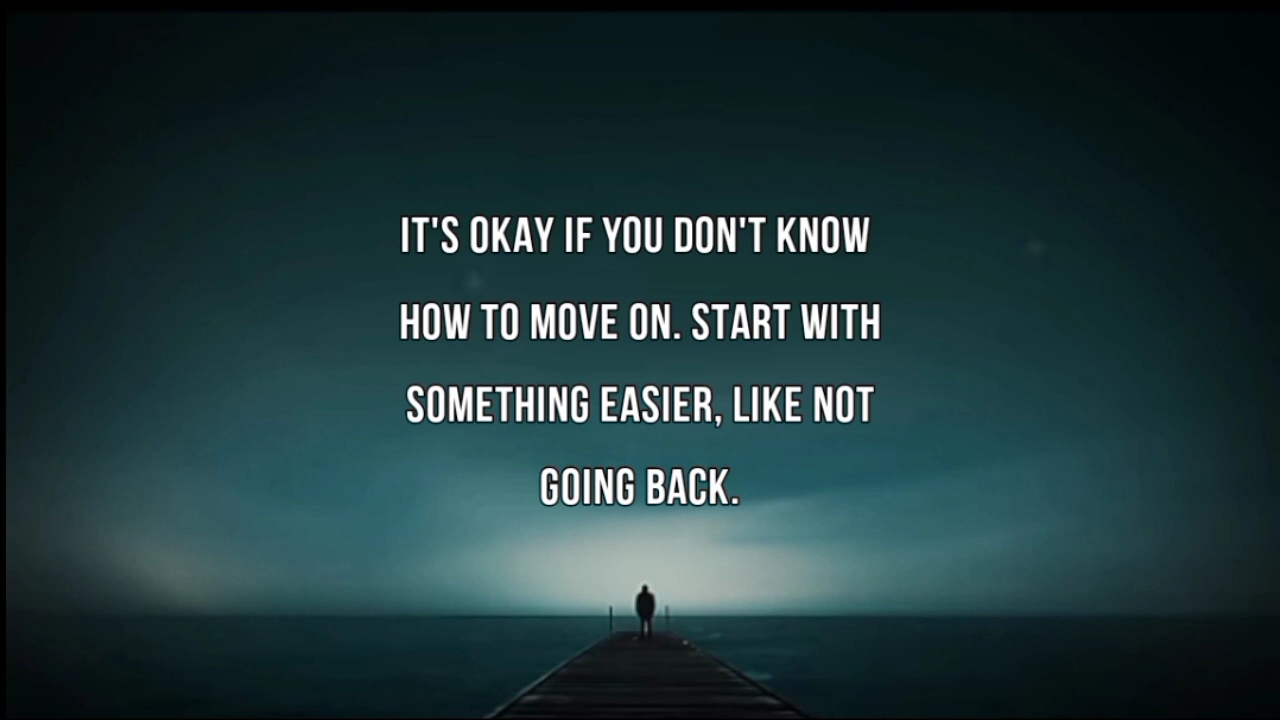 IT'S OKAY IF YOU DON'T KNOW
HOW TO MOVE ON. START WITH
SOMETHING EASIER, LIKE NOT
GOING BACK.